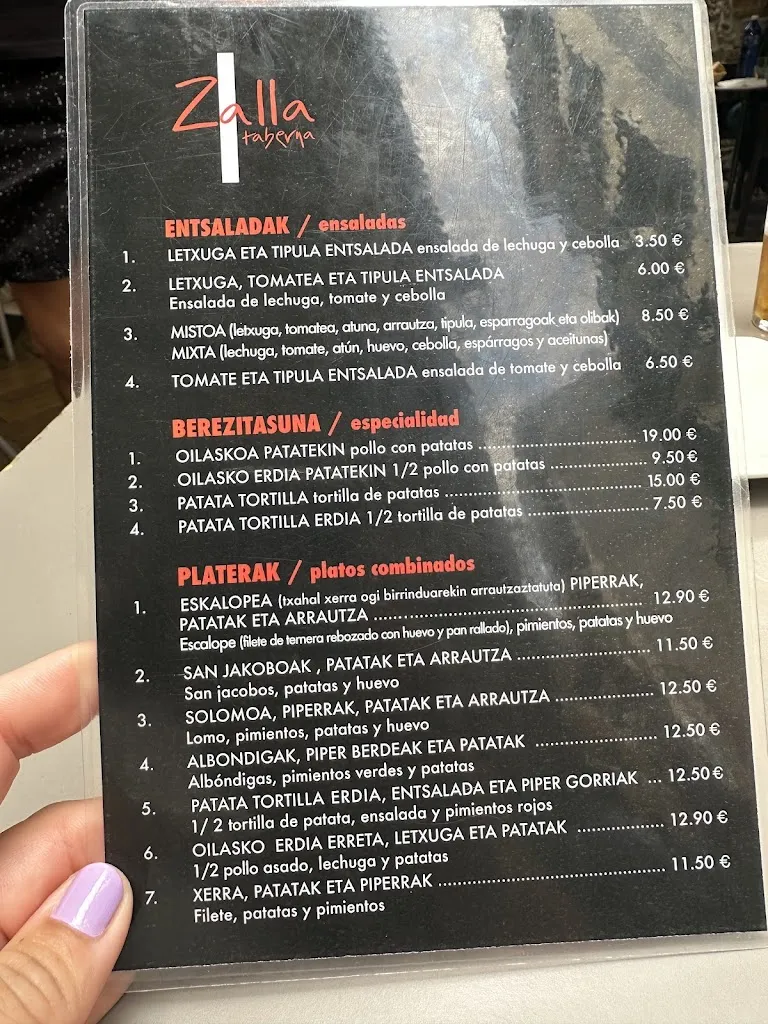 Zalla
taberna
ENTSALADAK / ensaladas
1. LETXUGA ETA TIPULA ENTSALADA ensalada de lechuga y cebolla 3.50 €
2. LETXUGA, TOMATEA ETA TIPULA ENTSALADA 6.00 €
Ensalada de lechuga, tomate y cebolla
3. MISTOA (letxuga, tomatea, atuna, arrautza, tipula, esparragoak eta olibak) 8.50 €
MIXTA (lechuga, tomate, atún, huevo, cebolla, espárragos y aceitunas)
4. TOMATE ETA TIPULA ENTSALADA ensalada de tomate y cebolla 6.50 €
BEREZITASUNA / especialidad
1. OILASKOA PATATEKIN pollo con patatas ........ 19.00 €
2. OILASKO ERDIA PATATEKIN 1/2 pollo con patatas ........ 9.50 €
3. PATATA TORTILLA tortilla de patatas ........ 15.00 €
4. PATATA TORTILLA ERDIA 1/2 tortilla de patatas ........ 7.50 €
PLATERAK / platos combinados
1. ESKALOPEA (txahal xerra ogi birrinduarekin arrautzaztatuta) PIPERRAK,
PATATAK ETA ARRAUTZA ........ 12.90 €
Escalope (filete de ternera rebozado con huevo y pan rallado), pimientos, patatas y huevo
2. SAN JAKOBOAK , PATATAK ETA ARRAUTZA ........ 11.50 €
San jacobos, patatas y huevo
3. SOLOMOA, PIPERRAK, PATATAK ETA ARRAUTZA ........ 12.50 €
Lomo, pimientos, patatas y huevo
4. ALBONDIGAK, PIPER BERDEAK ETA PATATAK ........ 12.50 €
Albóndigas, pimientos verdes y patatas
5. PATATA TORTILLA ERDIA, ENTSALADA ETA PIPER GORRIAK ... 12.50 €
1/ 2 tortilla de patata, ensalada y pimientos rojos
6. OILASKO ERDIA ERRETA, LETXUGA ETA PATATAK ........ 12.90 €
1/2 pollo asado, lechuga y patatas
7. XERRA, PATATAK ETA PIPERRAK ........ 11.50 €
Filete, patatas y pimientos